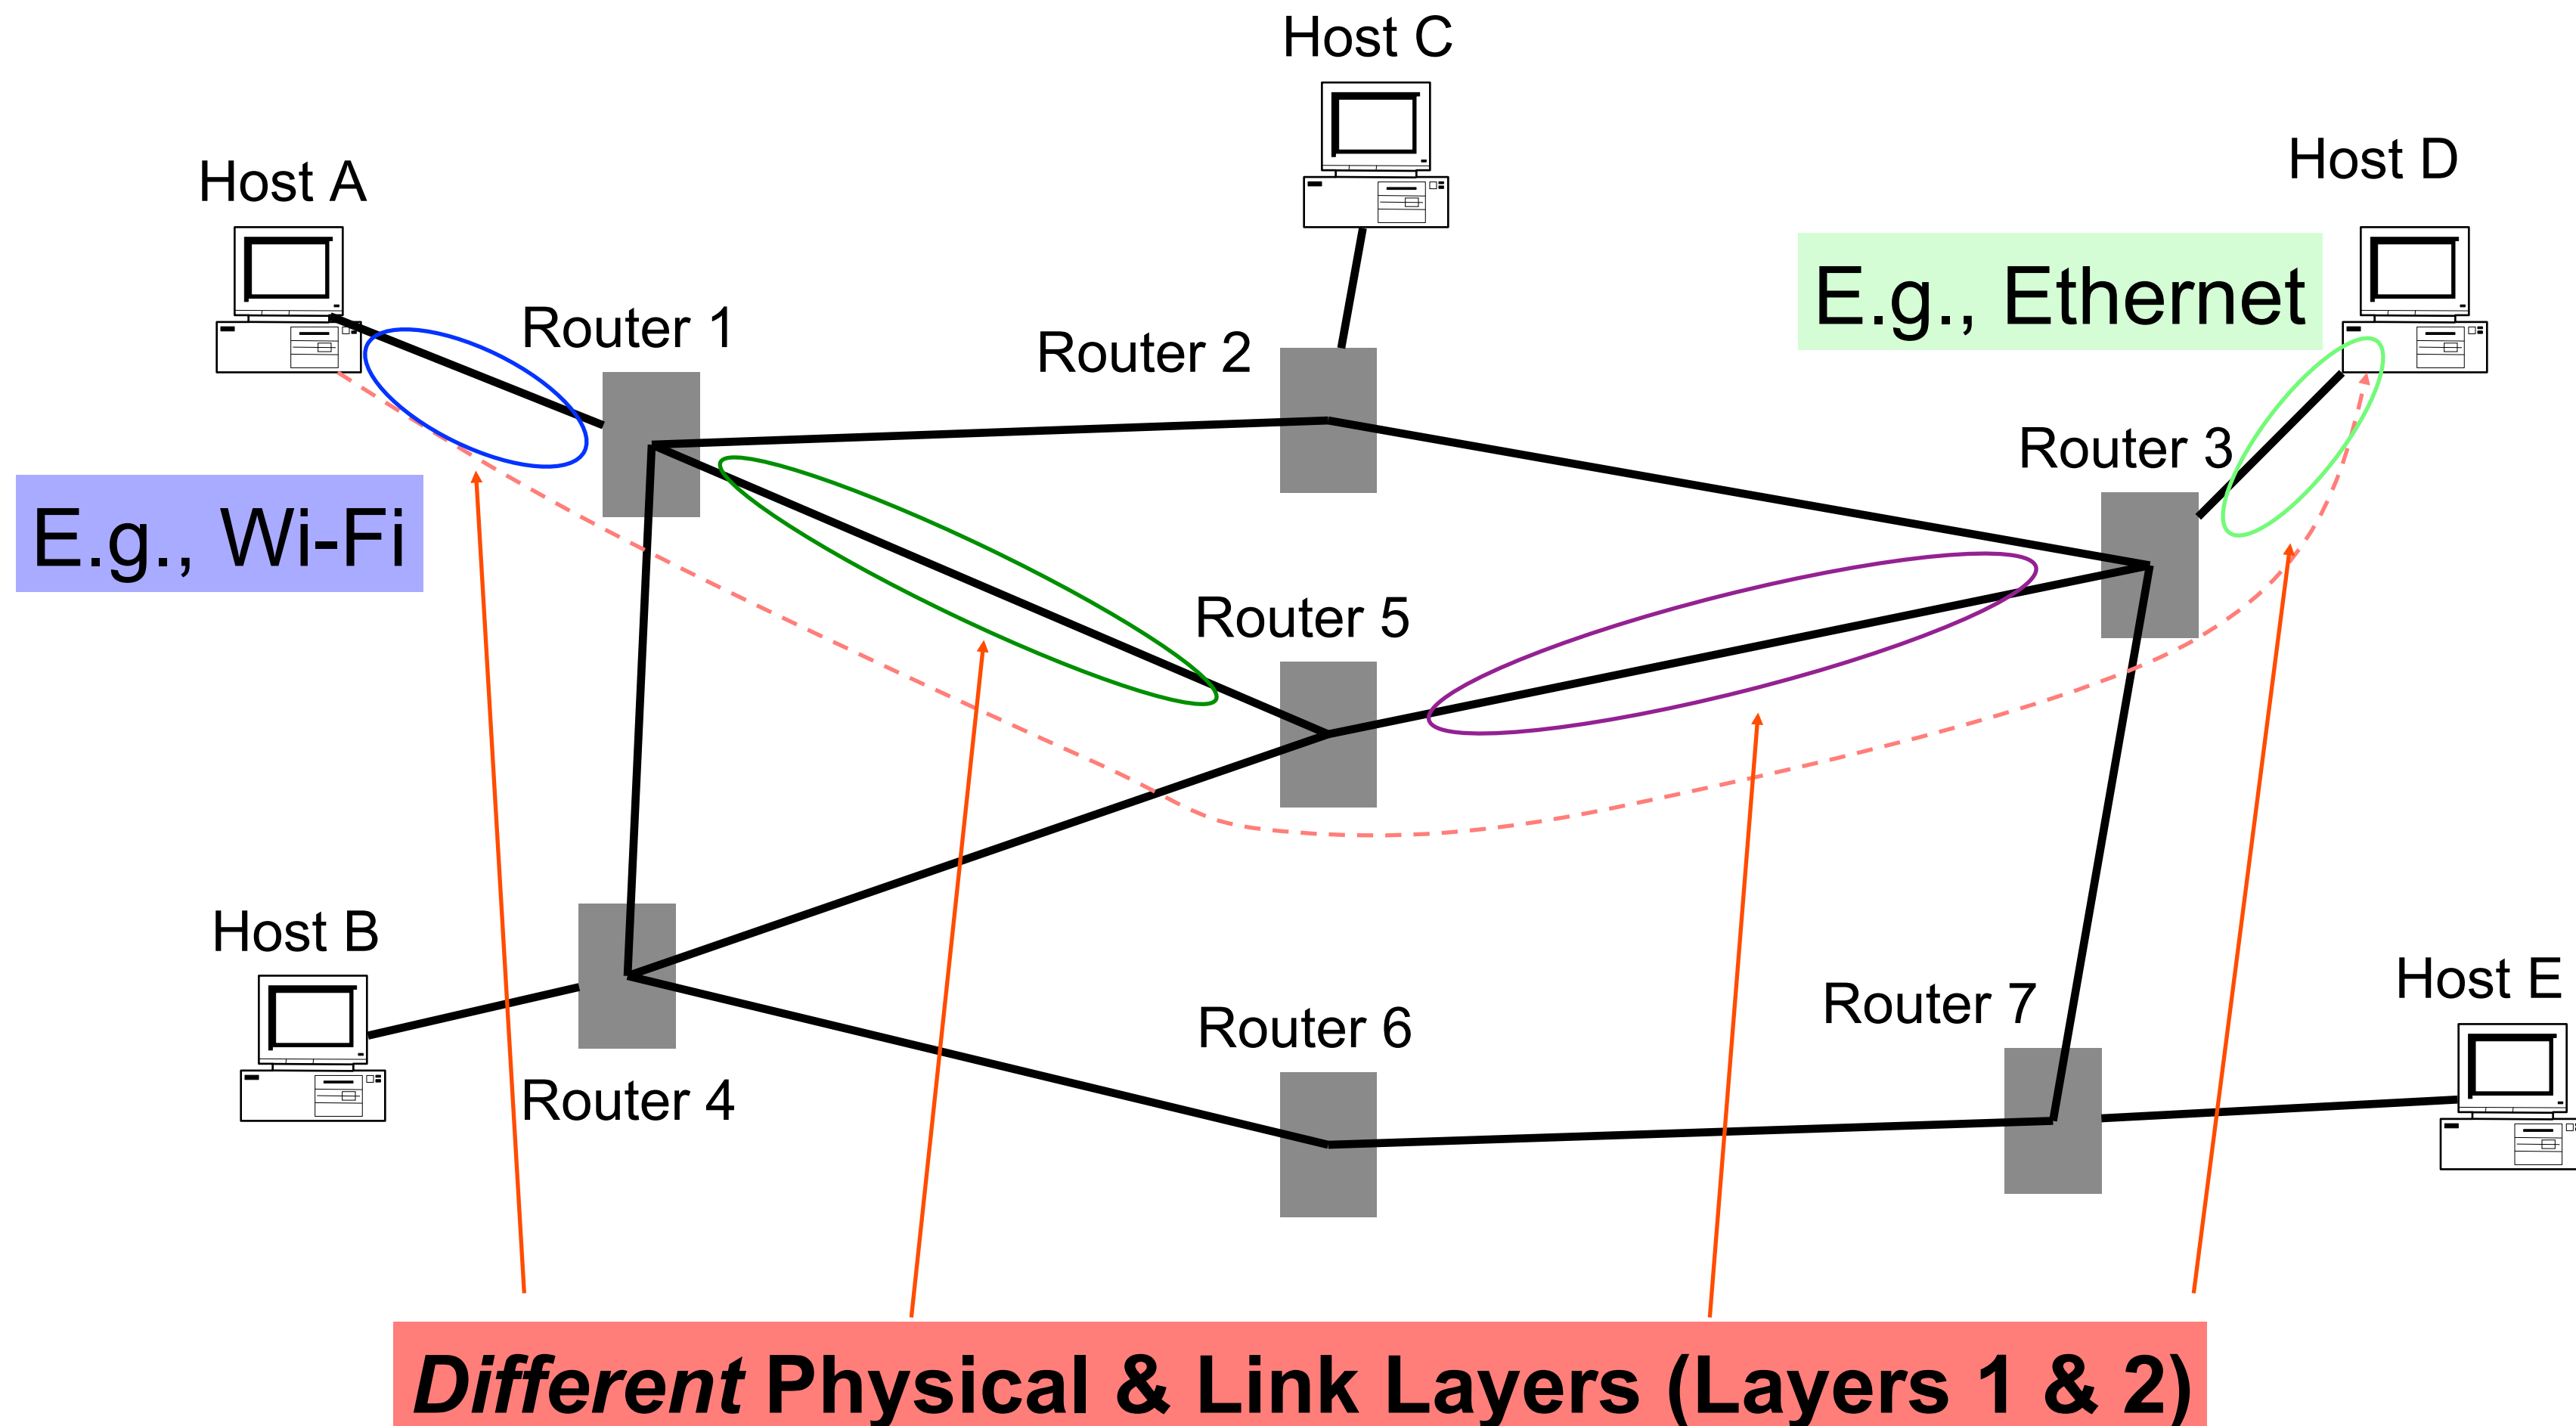 Host C
Host D
Host A
E.g., Ethernet
Router 1
Router 2
Router 3
E.g., Wi-Fi
Router 5
Host B
Host E
Router 7
Router 6
Router 4
Different Physical & Link Layers (Layers 1 & 2)